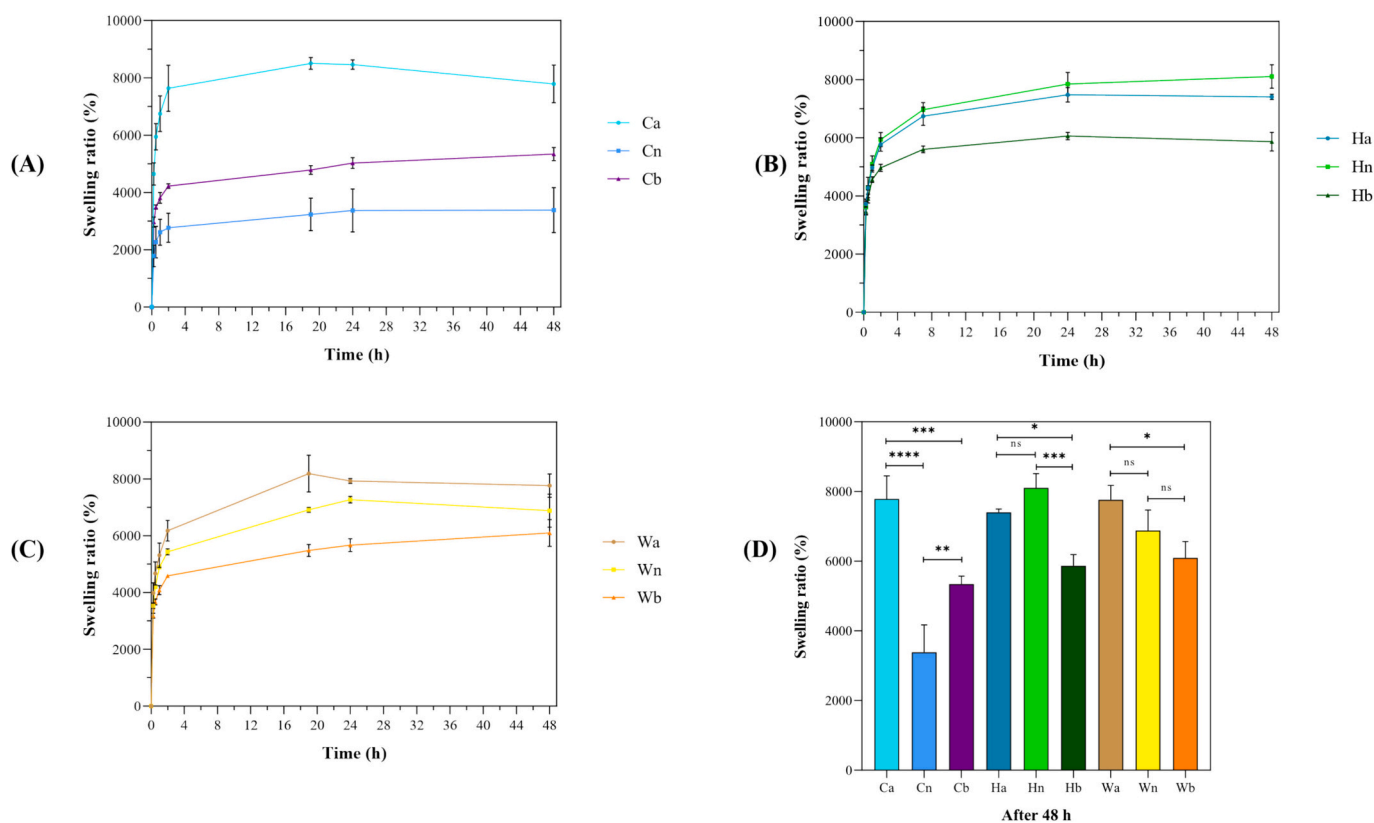 (A)
Swelling ratio (%)
10000
8000
6000
4000
2000
0
0 4 8 12 16 20 24 28 32 36 40 44 48
Time (h)
Ca
Cn
Cb
(B)
Swelling ratio (%)
10000
8000
6000
4000
2000
0
0 4 8 12 16 20 24 28 32 36 40 44 48
Time (h)
Ha
Hn
Hb
(C)
Swelling ratio (%)
10000
8000
6000
4000
2000
0
0 4 8 12 16 20 24 28 32 36 40 44 48
Time (h)
Wa
Wn
Wb
(D)
Swelling ratio (%)
10000
8000
6000
4000
2000
0
*** * *
**** ns *** ns
ns
**
Ca Cn Cb Ha Hn Hb Wa Wn Wb
After 48 h